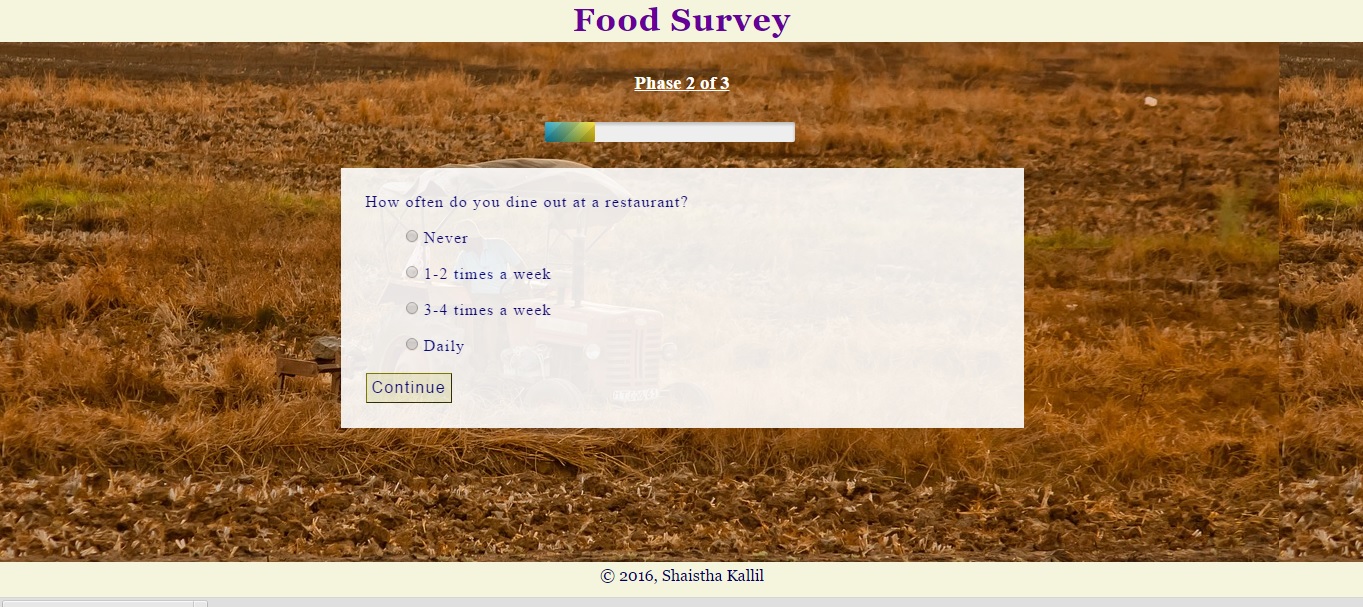 Food Survey
Phase 2 of 3
How often do you dine out at a restaurant?
Never
1-2 times a week
3-4 times a week
Daily
Continue
© 2016, Shaistha Kallil